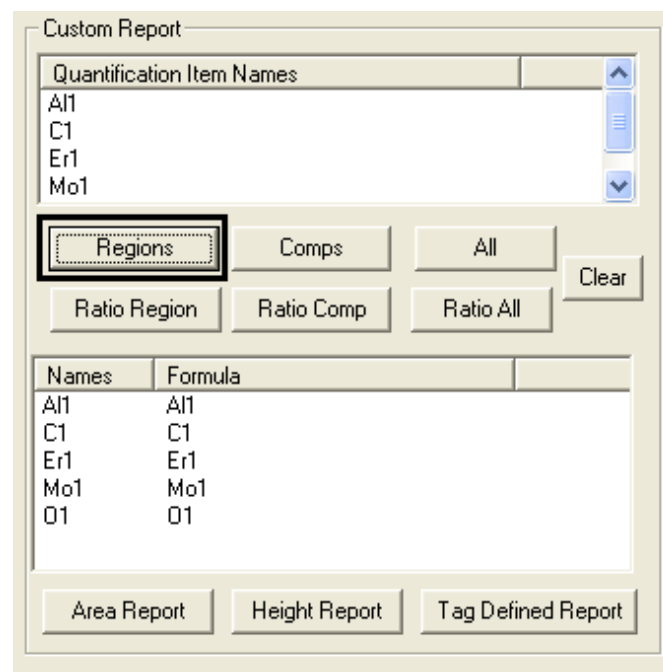 Custom Report
Quantification Item Names
Al1
C1
Er1
Mo1
Regions Comps All
Clear
Ratio Region Ratio Comp Ratio All
Names Formula
Al1 Al1
C1 C1
Er1 Er1
Mo1 Mo1
O1 O1
Area Report Height Report Tag Defined Report